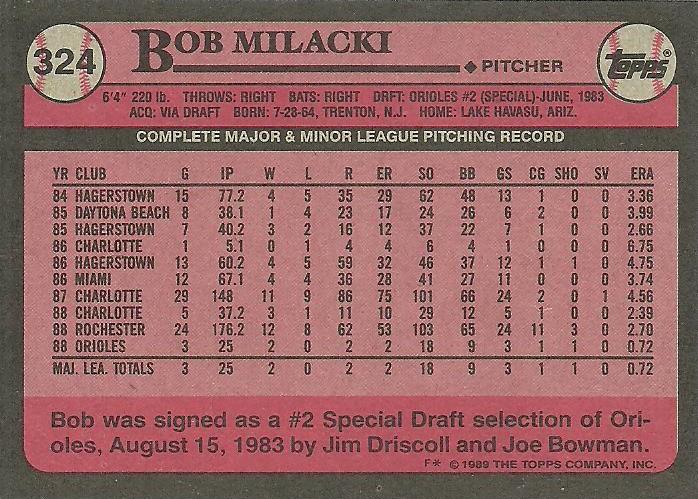 324
BOB MILACKI
PITCHER
TOPPS®
6'4" 220 lb. THROWS: RIGHT BATS: RIGHT DRFT: ORIOLES #2 (SPECIAL)-JUNE, 1983
ACQ: VIA DRAFT BORN: 7-28-64, TRENTON, N.J. HOME: LAKE HAVASU, ARIZ.
COMPLETE MAJOR & MINOR LEAGUE PITCHING RECORD
YR CLUB G IP W L R ER SO BB GS CG SHO SV ERA
84 HAGERSTOWN 15 77.2 4 5 35 29 62 48 13 1 0 0 3.36
85 DAYTONA BEACH 8 38.1 1 4 23 17 24 26 6 2 0 0 3.99
85 HAGERSTOWN 7 40.2 3 2 16 12 37 22 7 1 0 0 2.66
86 CHARLOTTE 1 5.1 0 1 4 4 6 4 1 0 0 0 6.75
86 HAGERSTOWN 13 60.2 4 5 59 32 46 37 12 1 1 0 4.75
86 MIAMI 12 67.1 4 4 36 28 41 27 11 0 0 0 3.74
87 CHARLOTTE 29 148 11 9 86 75 101 66 24 2 0 1 4.56
88 CHARLOTTE 5 37.2 3 1 11 10 29 12 5 1 0 0 2.39
88 ROCHESTER 24 176.2 12 8 62 53 103 65 24 11 3 0 2.70
88 ORIOLES 3 25 2 0 2 2 18 9 3 1 1 0 0.72
MAJ. LEA. TOTALS 3 25 2 0 2 2 18 9 3 1 1 0 0.72
Bob was signed as a #2 Special Draft selection of Ori-
oles, August 15, 1983 by Jim Driscoll and Joe Bowman.
F* © 1989 THE TOPPS COMPANY, INC.